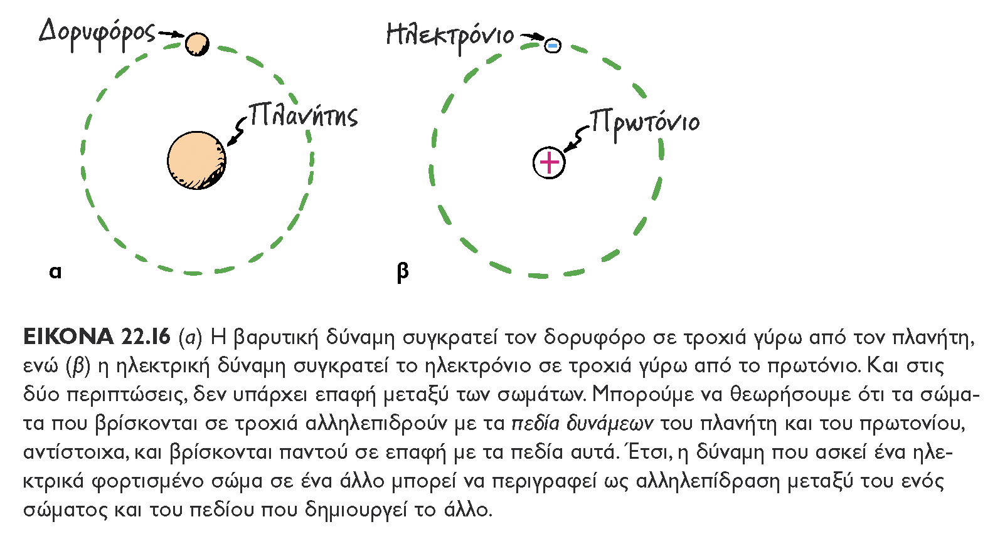 Δορυφόρος
Πλανήτης
α
Ηλεκτρόνιο
Πρωτόνιο
β
ΕΙΚΟΝΑ 22.16 (α) Η βαρυτική δύναμη συγκρατεί τον δορυφόρο σε τροχιά γύρω από τον πλανήτη,
ενώ (β) η ηλεκτρική δύναμη συγκρατεί το ηλεκτρόνιο σε τροχιά γύρω από το πρωτόνιο. Και στις
δύο περιπτώσεις, δεν υπάρχει επαφή μεταξύ των σωμάτων. Μπορούμε να θεωρήσουμε ότι τα σώμα-
τα που βρίσκονται σε τροχιά αλληλεπιδρούν με τα πεδία δυνάμεων του πλανήτη και του πρωτονίου,
αντίστοιχα, και βρίσκονται παντού σε επαφή με τα πεδία αυτά. Έτσι, η δύναμη που ασκεί ένα ηλε-
κτρικά φορτισμένο σώμα σε ένα άλλο μπορεί να περιγραφεί ως αλληλεπίδραση μεταξύ του ενός
σώματος και του πεδίου που δημιουργεί το άλλο.